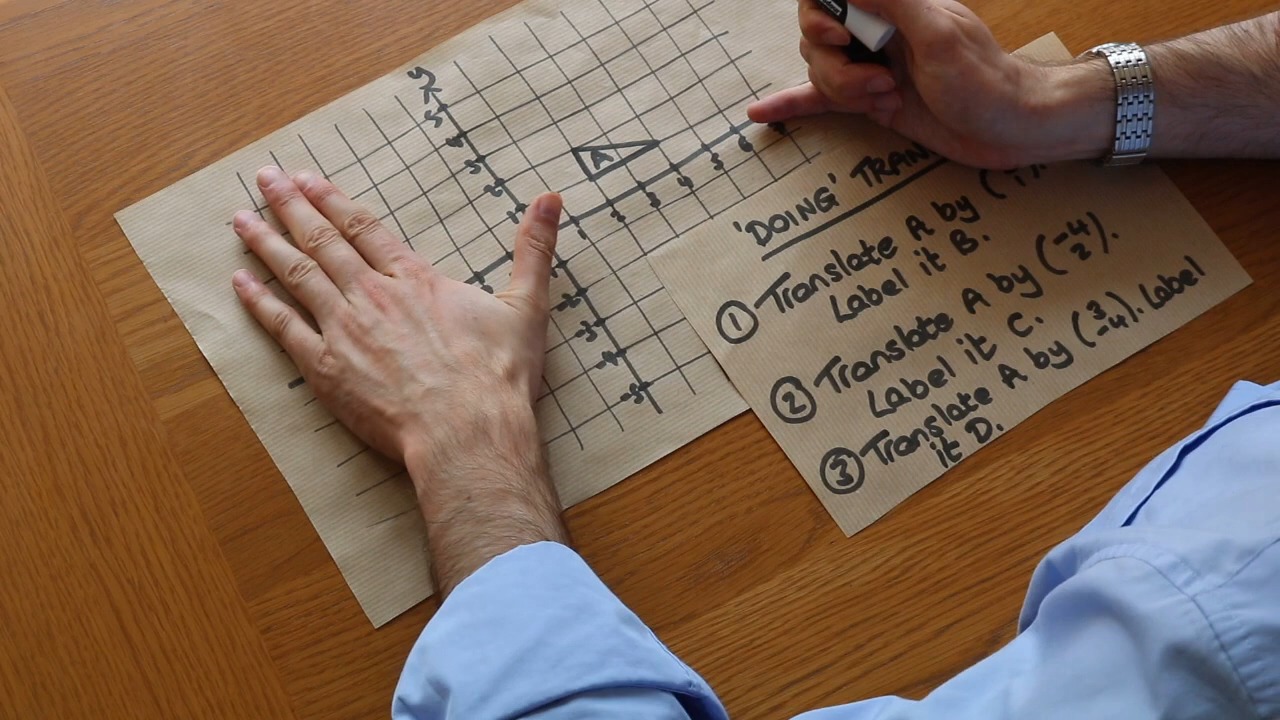 y
5
4
3
2
1
A
1 2 3 4 5 6
-2
-3
-4
-5
'DOING'
① Translate A by
Label it B.
② Translate A by (-4 2).
Label it C.
③ Translate A by (3 -4). Label
it D.